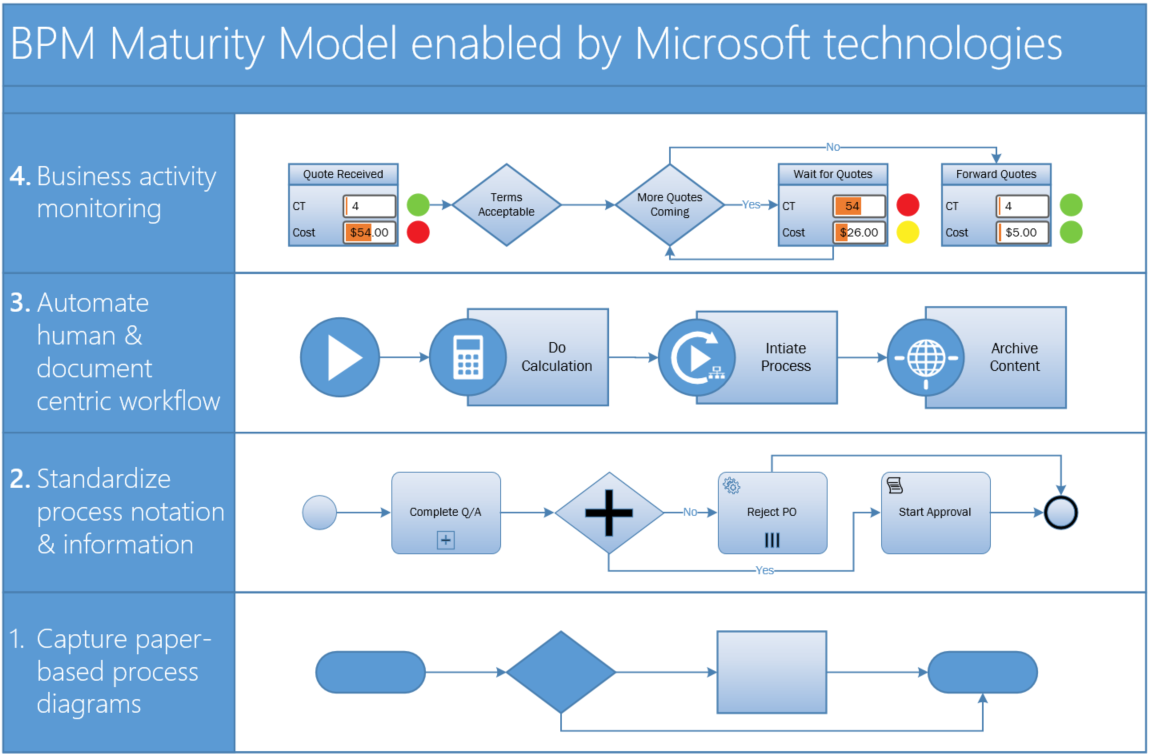 BPM Maturity Model enabled by Microsoft technologies
4. Business activity
monitoring
Quote Received
CT 4
Cost $54.00
Terms
Acceptable
More Quotes
Coming
No
Yes
Wait for Quotes
CT 54
Cost $26.00
Forward Quotes
CT 4
Cost $5.00
3. Automate
human &
document
centric workflow
Do
Calculation
Intiate
Process
Archive
Content
2. Standardize
process notation
& information
Complete Q/A
No
Reject PO
Start Approval
Yes
1. Capture paper-
based process
diagrams